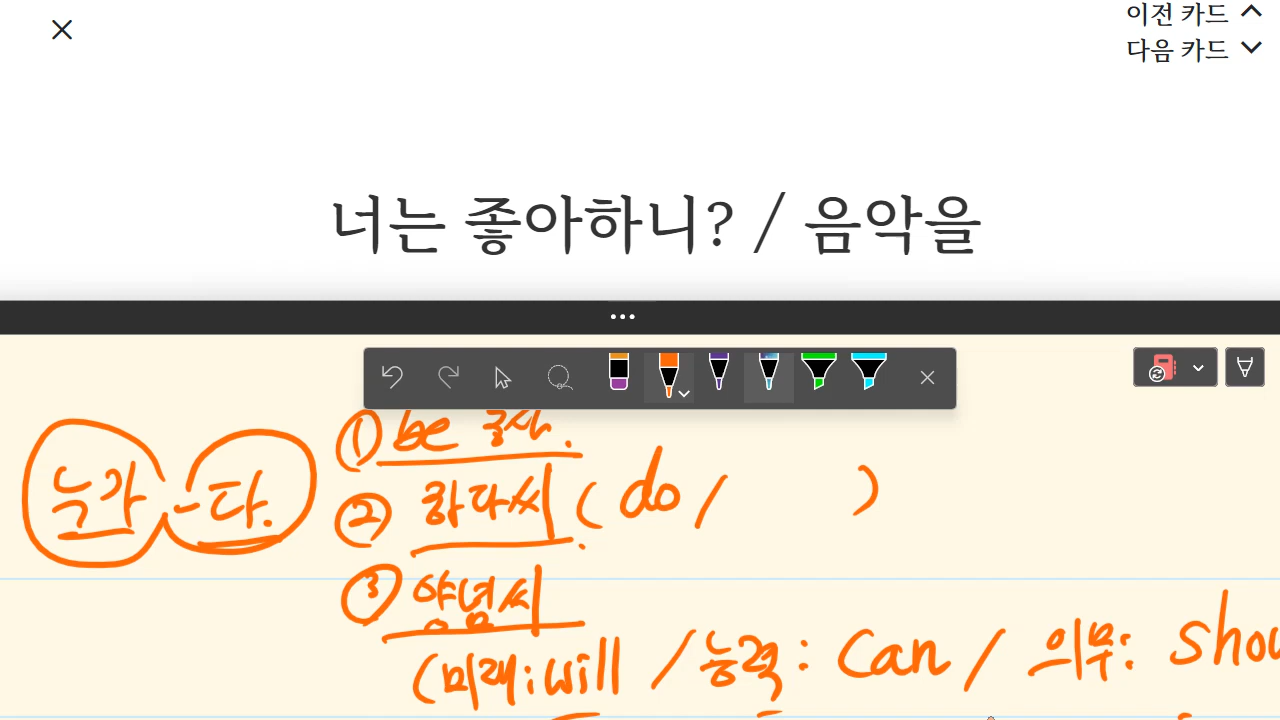 이전 카드
다음 카드
너는 좋아하니? / 음악을
누가 -다.
① be 동사.
② 하다씨 ( do / )
③ 양념씨
(미래: will / 능력: can / 의무: shou